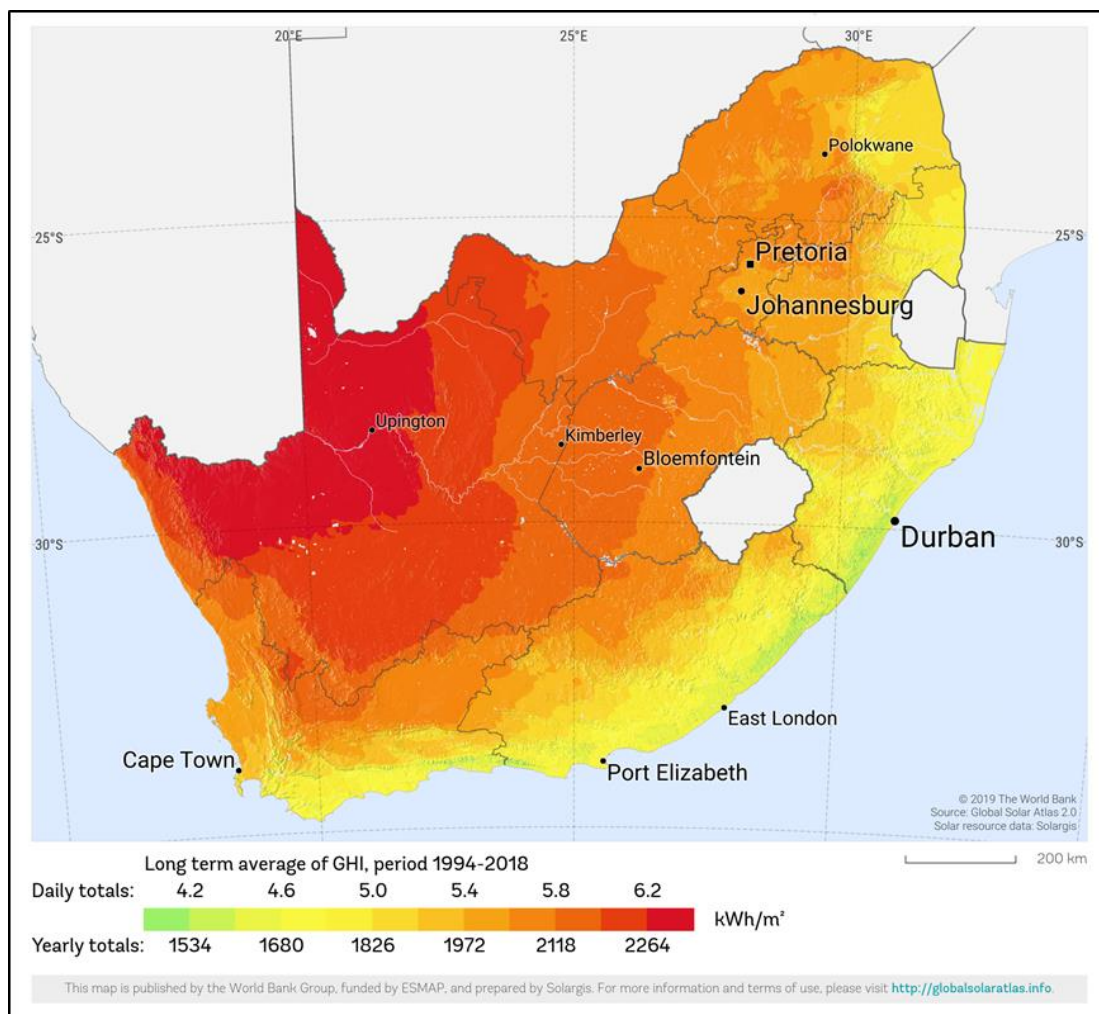 20°E 25°E 30°E
Polokwane
25°S 25°S
Pretoria
Johannesburg
Upington
Kimberley
Bloemfontein
Durban
30°S 30°S
East London
Cape Town
Port Elizabeth
© 2019 The World Bank
Source: Global Solar Atlas 2.0
Solar resource data: Solargis
Long term average of GHI, period 1994-2018
200 km
Daily totals: 4.2 4.6 5.0 5.4 5.8 6.2
kWh/m²
Yearly totals: 1534 1680 1826 1972 2118 2264
This map is published by the World Bank Group, funded by ESMAP, and prepared by Solargis. For more information and terms of use, please visit http://globalsolaratlas.info.